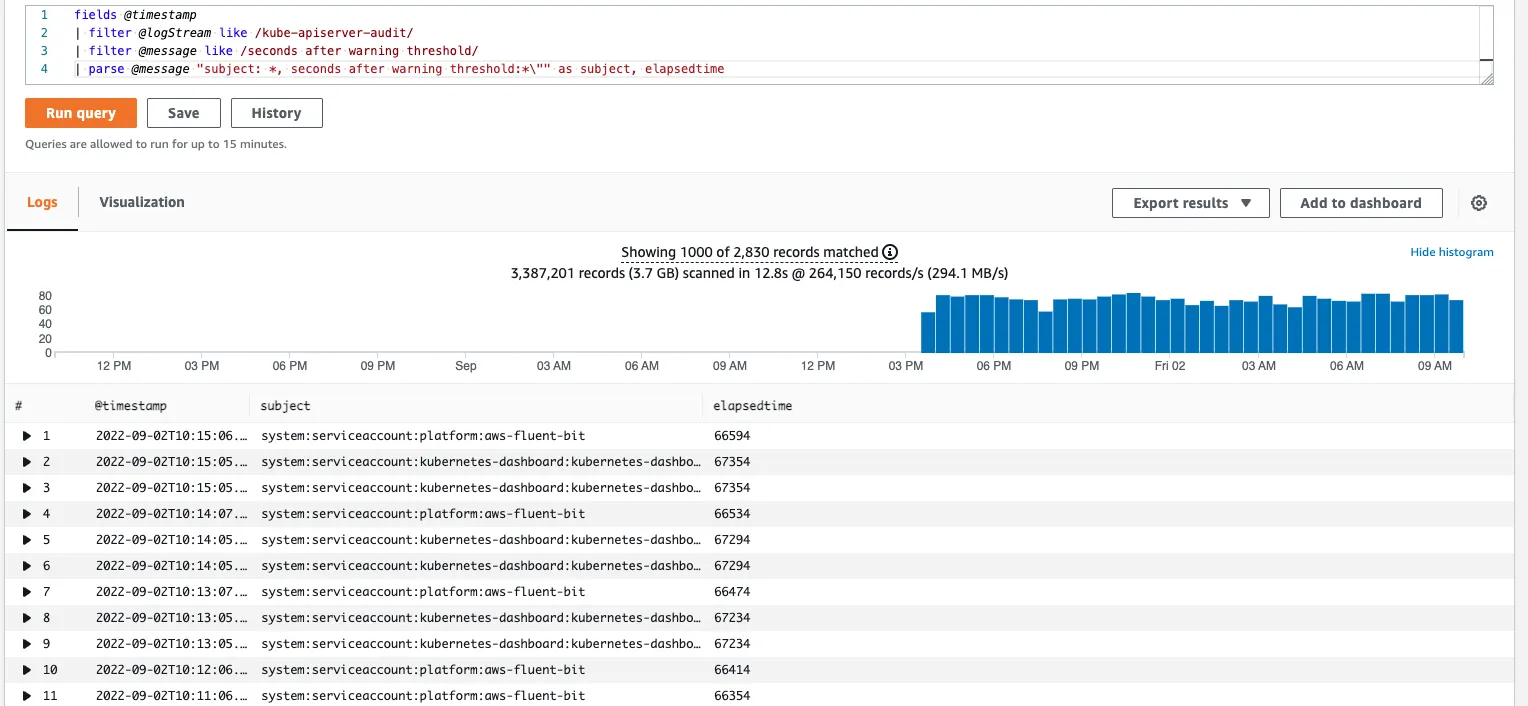 1 fields @timestamp
2 | filter @logStream like /kube-apiserver-audit/
3 | filter @message like /seconds after warning threshold/
4 | parse @message "subject: *, seconds after warning threshold:*\"" as subject, elapsedtime
Run query Save History
Queries are allowed to run for up to 15 minutes.
Logs Visualization Export results ▼ Add to dashboard
Showing 1000 of 2,830 records matched
Hide histogram
3,387,201 records (3.7 GB) scanned in 12.8s @ 264,150 records/s (294.1 MB/s)
80
60
40
20
0
12 PM 03 PM 06 PM 09 PM Sep 03 AM 06 AM 09 AM 12 PM 03 PM 06 PM 09 PM Fri 02 03 AM 06 AM 09 AM
# @timestamp subject elapsedtime
1 2022-09-02T10:15:06.… system:serviceaccount:platform:aws-fluent-bit 66594
2 2022-09-02T10:15:05.… system:serviceaccount:kubernetes-dashboard:kubernetes-dashbo… 67354
3 2022-09-02T10:15:05.… system:serviceaccount:kubernetes-dashboard:kubernetes-dashbo… 67354
4 2022-09-02T10:14:07.… system:serviceaccount:platform:aws-fluent-bit 66534
5 2022-09-02T10:14:05.… system:serviceaccount:kubernetes-dashboard:kubernetes-dashbo… 67294
6 2022-09-02T10:14:05.… system:serviceaccount:kubernetes-dashboard:kubernetes-dashbo… 67294
7 2022-09-02T10:13:07.… system:serviceaccount:platform:aws-fluent-bit 66474
8 2022-09-02T10:13:05.… system:serviceaccount:kubernetes-dashboard:kubernetes-dashbo… 67234
9 2022-09-02T10:13:05.… system:serviceaccount:kubernetes-dashboard:kubernetes-dashbo… 67234
10 2022-09-02T10:12:06.… system:serviceaccount:platform:aws-fluent-bit 66414
11 2022-09-02T10:11:06.… system:serviceaccount:platform:aws-fluent-bit 66354